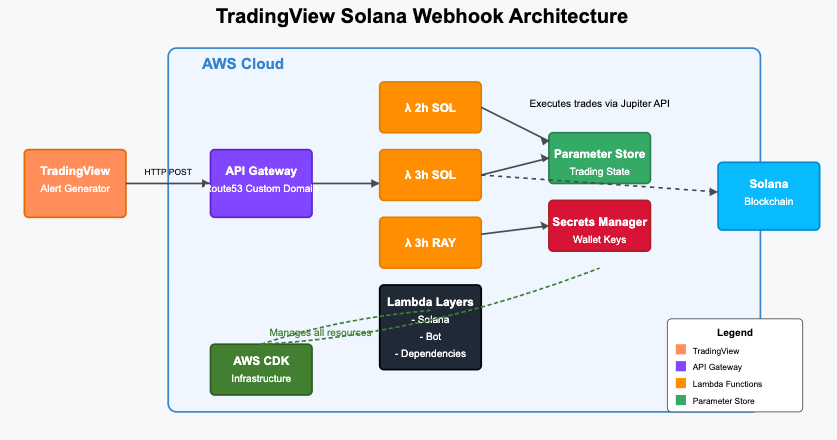 TradingView Solana Webhook Architecture
AWS Cloud
λ 2h SOL
Executes trades via Jupiter API
TradingView
Alert Generator
HTTP POST
API Gateway
Route53 Custom Domain
λ 3h SOL
Parameter Store
Trading State
Solana
Blockchain
λ 3h RAY
Secrets Manager
Wallet Keys
Lambda Layers
- Solana
- Bot
- Dependencies
Manages all resources
AWS CDK
Infrastructure
Legend
TradingView
API Gateway
Lambda Functions
Parameter Store